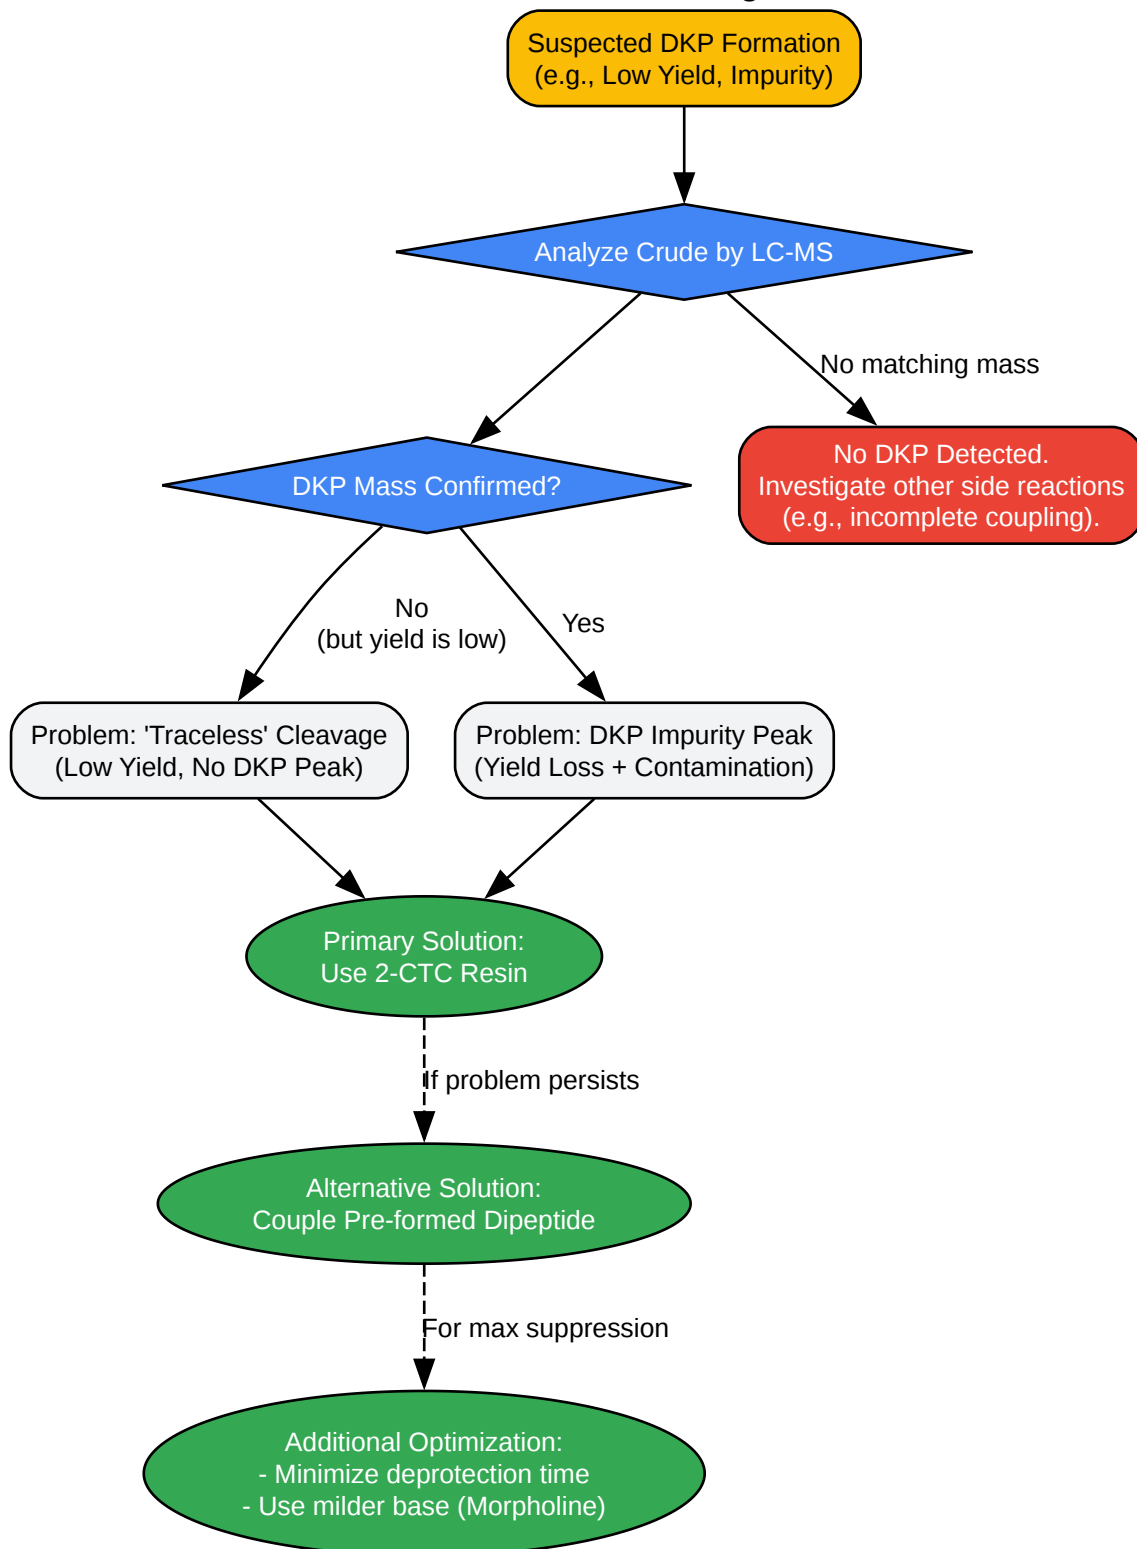 Suspected DKP Formation
(e.g., Low Yield, Impurity)
Analyze Crude by LC-MS
No matching mass
No DKP Detected.
Investigate other side reactions
(e.g., incomplete coupling).
DKP Mass Confirmed?
No
(but yield is low)
Yes
Problem: 'Traceless' Cleavage
(Low Yield, No DKP Peak)
Problem: DKP Impurity Peak
(Yield Loss + Contamination)
Primary Solution:
Use 2-CTC Resin
If problem persists
Alternative Solution:
Couple Pre-formed Dipeptide
For max suppression
Additional Optimization:
- Minimize deprotection time
- Use milder base (Morpholine)